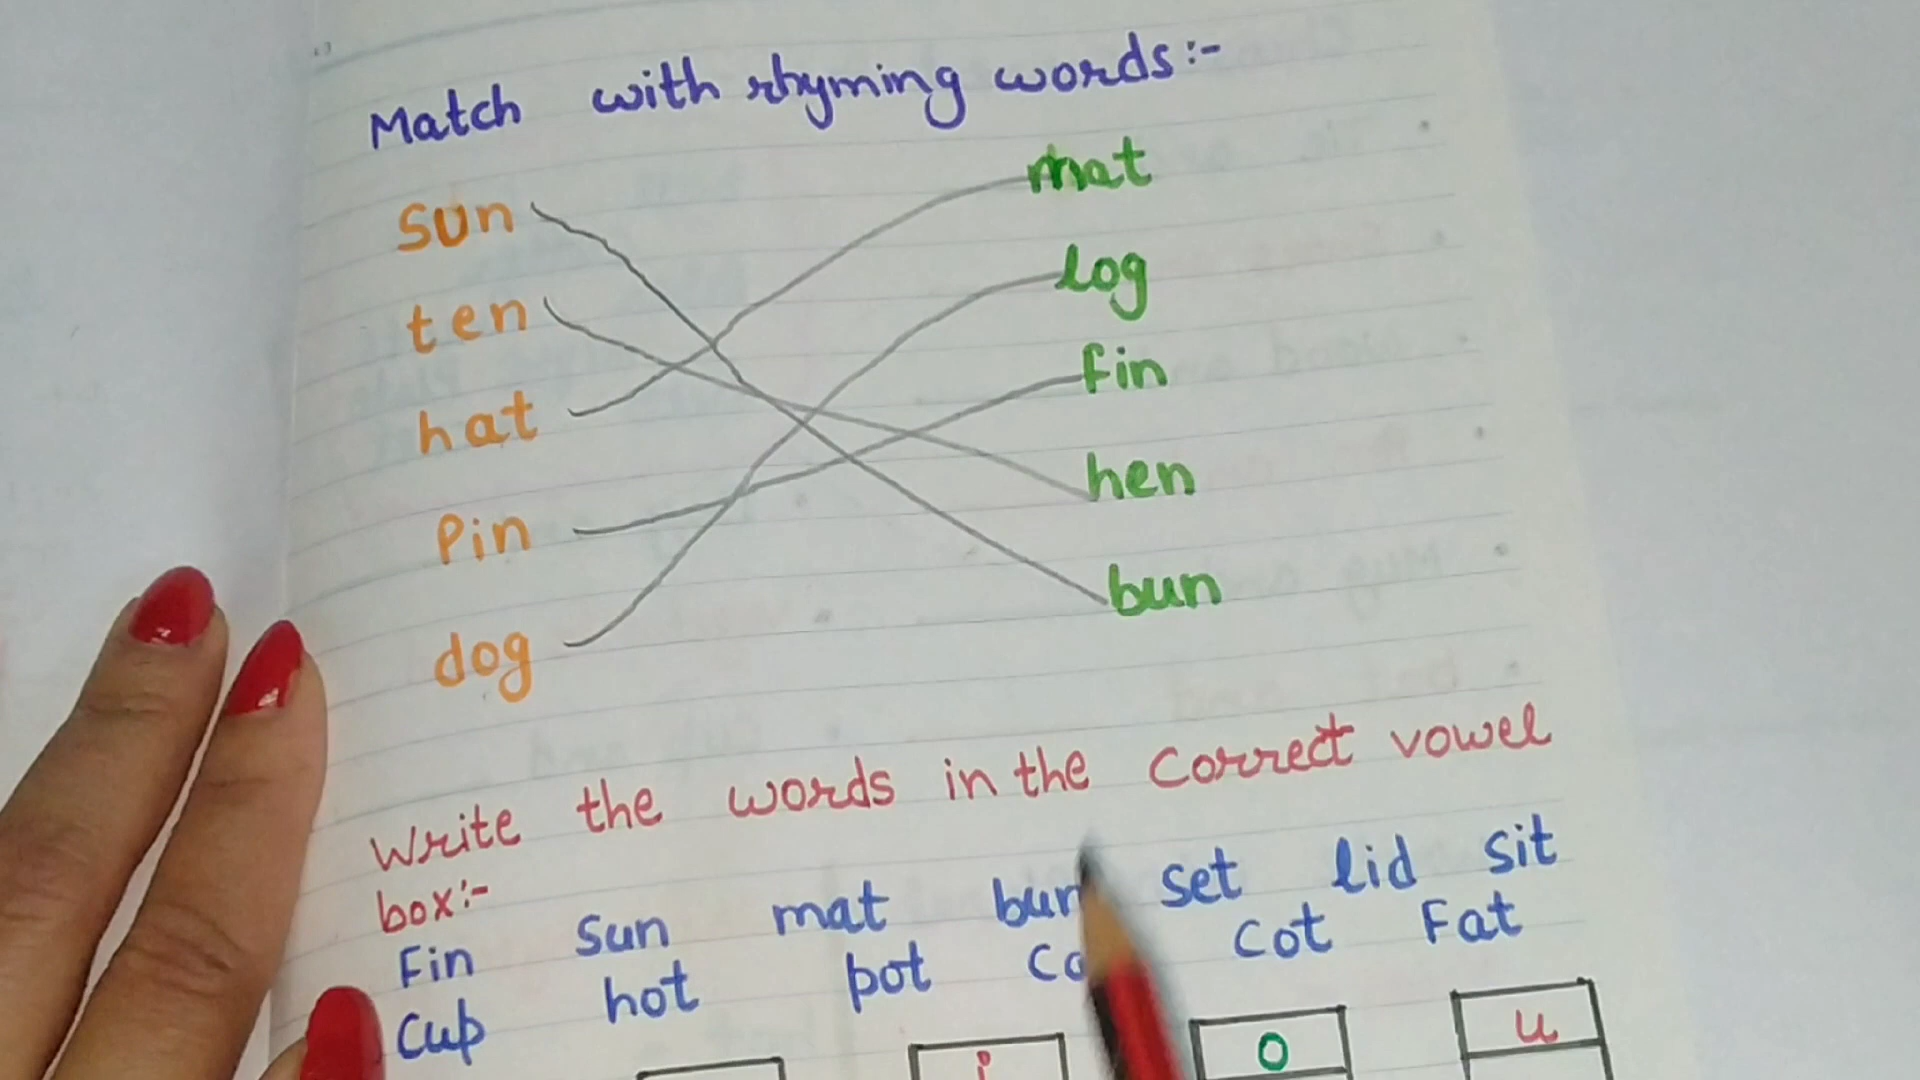 Match with rhyming words:-
sun mat
ten log
hat fin
Pin hen
dog bun
Write the words in the correct vowel
box:-
Fin Sun mat bun set lid sit
Cup hot pot Cot Fat
i o u